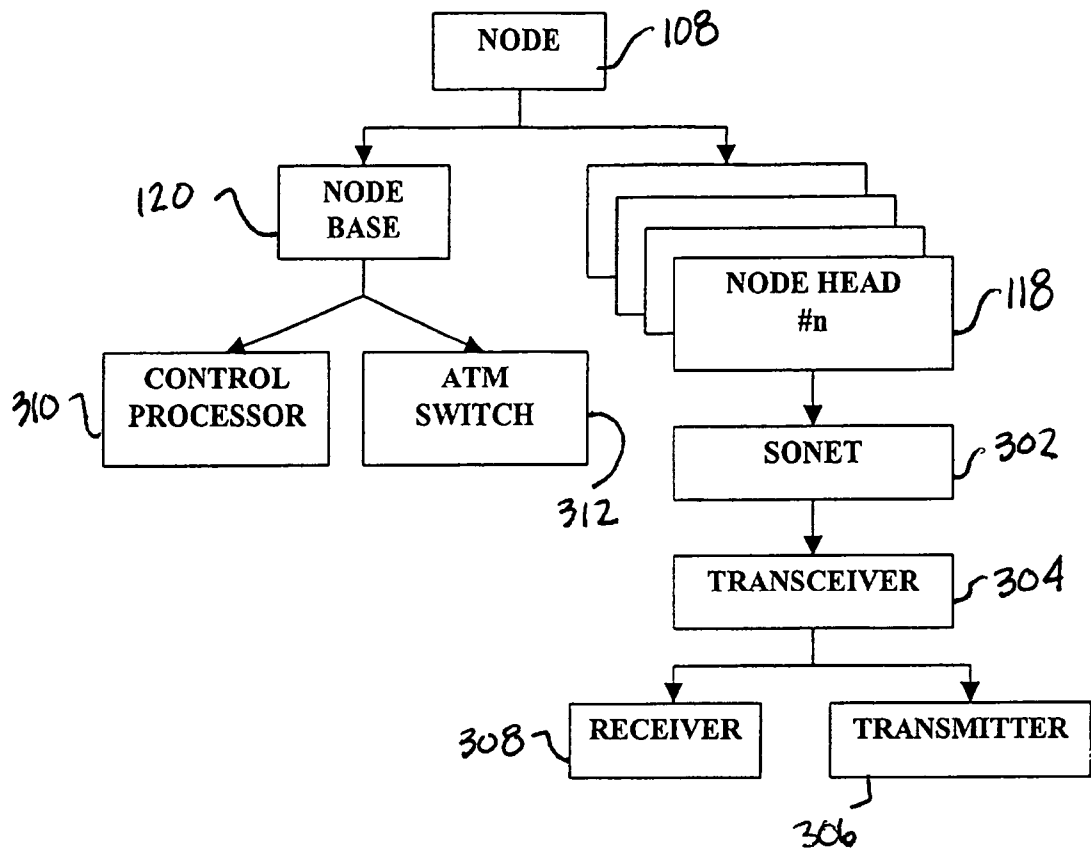 NODE
108
120
NODE
BASE
NODE HEAD
#n
118
310
CONTROL
PROCESSOR
ATM
SWITCH
312
SONET
302
TRANSCEIVER
304
308
RECEIVER
TRANSMITTER
306